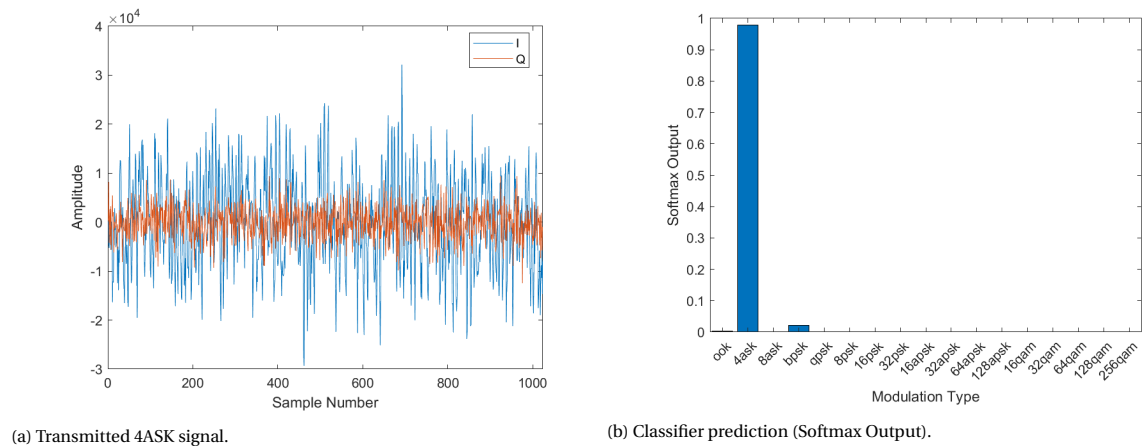 ×10⁴
4
3
2
1
0
-1
-2
-3
0
200
400
600
800
1000
Amplitude
Sample Number
I
Q
(a) Transmitted 4ASK signal.
1
0.9
0.8
0.7
0.6
0.5
0.4
0.3
0.2
0.1
0
Softmax Output
ook
4ask
8ask
bpsk
qpsk
8psk
16psk
32psk
16apsk
32apsk
64apsk
128apsk
16qam
32qam
64qam
128qam
256qam
Modulation Type
(b) Classifier prediction (Softmax Output).